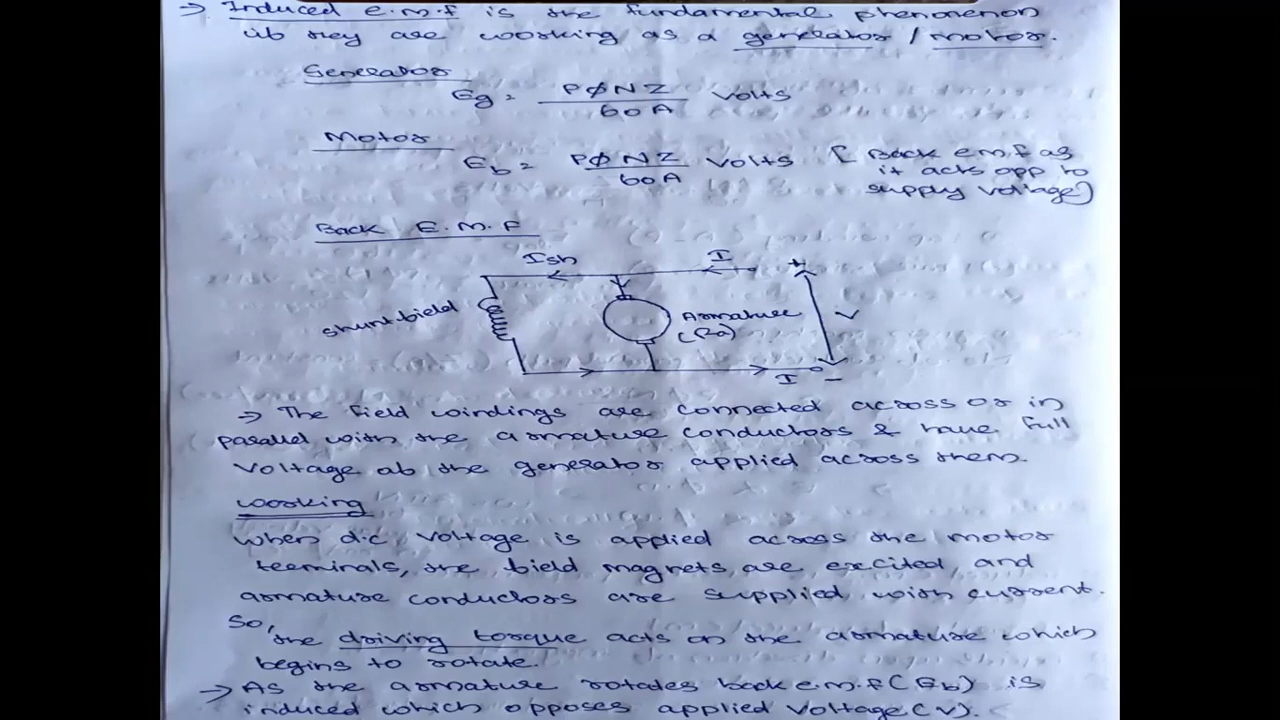 → Induced e.m.f is the fundamental phenomenon
if they are working as a generator / motor.
Generator
Eg = PØNZ / 60A Volts
Motor
Eb = PØNZ / 60A Volts [Back emf as
it acts opp to
supply voltage)
Back E.M.F
Ish I +
shunt field Armature V
(Ra)
I -
→ The field windings are connected across or in
parallel with the armature conductors & have full
voltage of the generator applied across them.
working
When d.c voltage is applied across the motor
terminals, the field magnets are excited, and
armature conductors are supplied with current.
So,
the driving torque acts on the armature which
begins to rotate.
→ As the armature rotates back e.m.f (Eb) is
induced which opposes applied voltage (V).